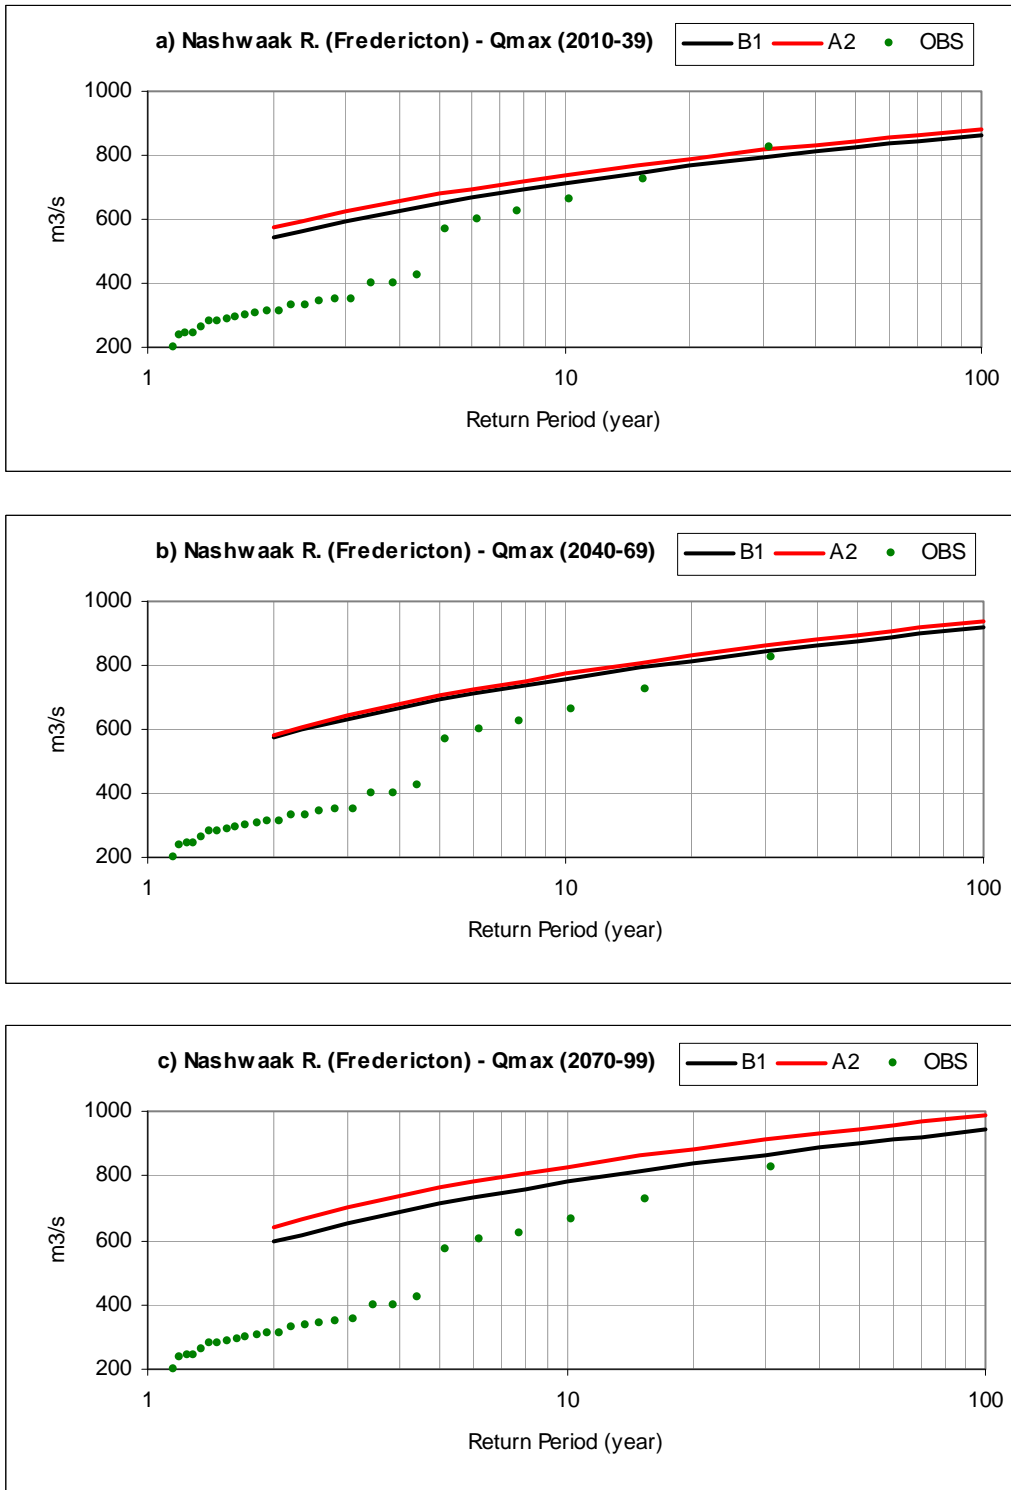 a) Nashwaak R. (Fredericton) - Qmax (2010-39)
B1 A2 OBS
1000
800
600
400
200
m3/s
1 10 100
Return Period (year)
b) Nashwaak R. (Fredericton) - Qmax (2040-69)
B1 A2 OBS
1000
800
600
400
200
m3/s
1 10 100
Return Period (year)
c) Nashwaak R. (Fredericton) - Qmax (2070-99)
B1 A2 OBS
1000
800
600
400
200
m3/s
1 10 100
Return Period (year)